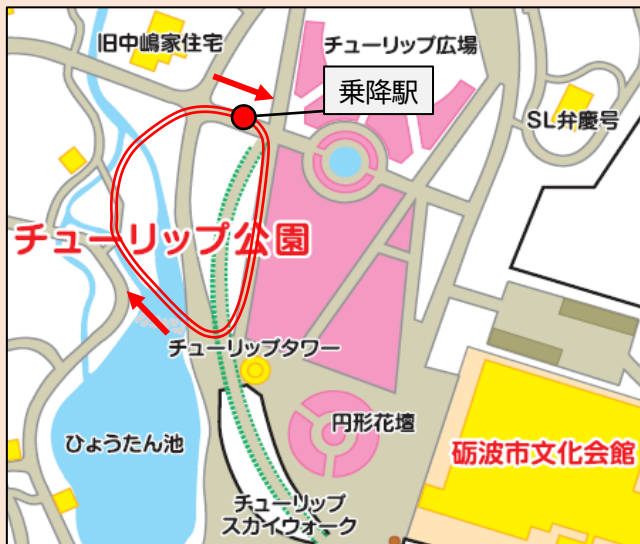 旧中嶋家住宅
チューリップ広場
乗降駅
SL弁慶号
チューリップ公園
チューリップタワー
ひょうたん池
円形花壇
砺波市文化会館
チューリップ
スカイウォーク